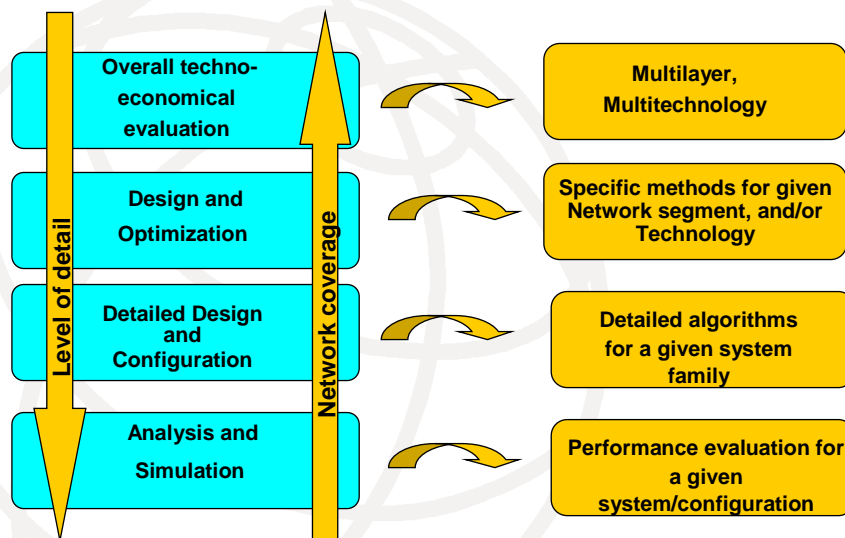 Overall techno-
economical
evaluation
Multilayer,
Multitechnology
Design and
Optimization
Specific methods for given
Network segment, and/or
Technology
Detailed Design
and
Configuration
Detailed algorithms
for a given system
family
Analysis and
Simulation
Performance evaluation for
a given
system/configuration
Level of detail
Network coverage